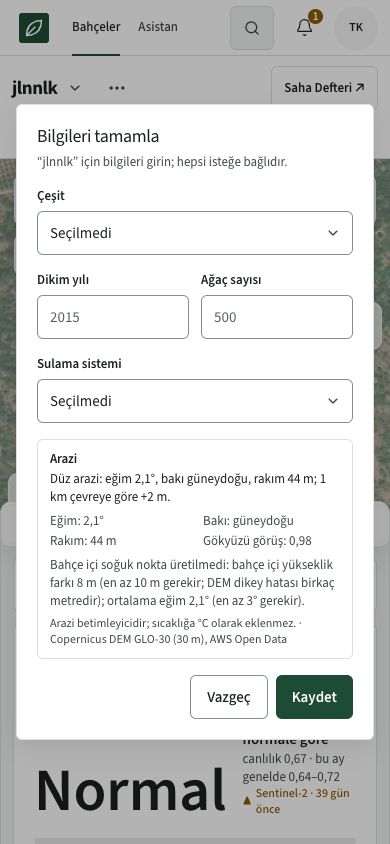 Bahçeler
Asistan
1
TK
jlnnlk
Saha Defteri ↗
Bilgileri tamamla
“jlnnlk” için bilgileri girin; hepsi isteğe bağlıdır.
Çeşit
Seçilmedi
Dikim yılı
Ağaç sayısı
2015
500
Sulama sistemi
Seçilmedi
Arazi
Düz arazi: eğim 2,1°, bakı güneydoğu, rakım 44 m; 1
km çevreye göre +2 m.
Eğim: 2,1°
Bakı: güneydoğu
Rakım: 44 m
Gökyüzü görüş: 0,98
Bahçe içi soğuk nokta üretilmedi: bahçe içi yükseklik
farkı 8 m (en az 10 m gerekir; DEM dikey hatası birkaç
metredir); ortalama eğim 2,1° (en az 3° gerekir).
Arazi betimleyicidir; sıcaklığa °C olarak eklenmez. ·
Copernicus DEM GLO-30 (30 m), AWS Open Data
Vazgeç
Kaydet
normale göre
Normal
canlılık 0,67 · bu ay
genelde 0,64–0,72
Sentinel-2 · 39 gün
önce